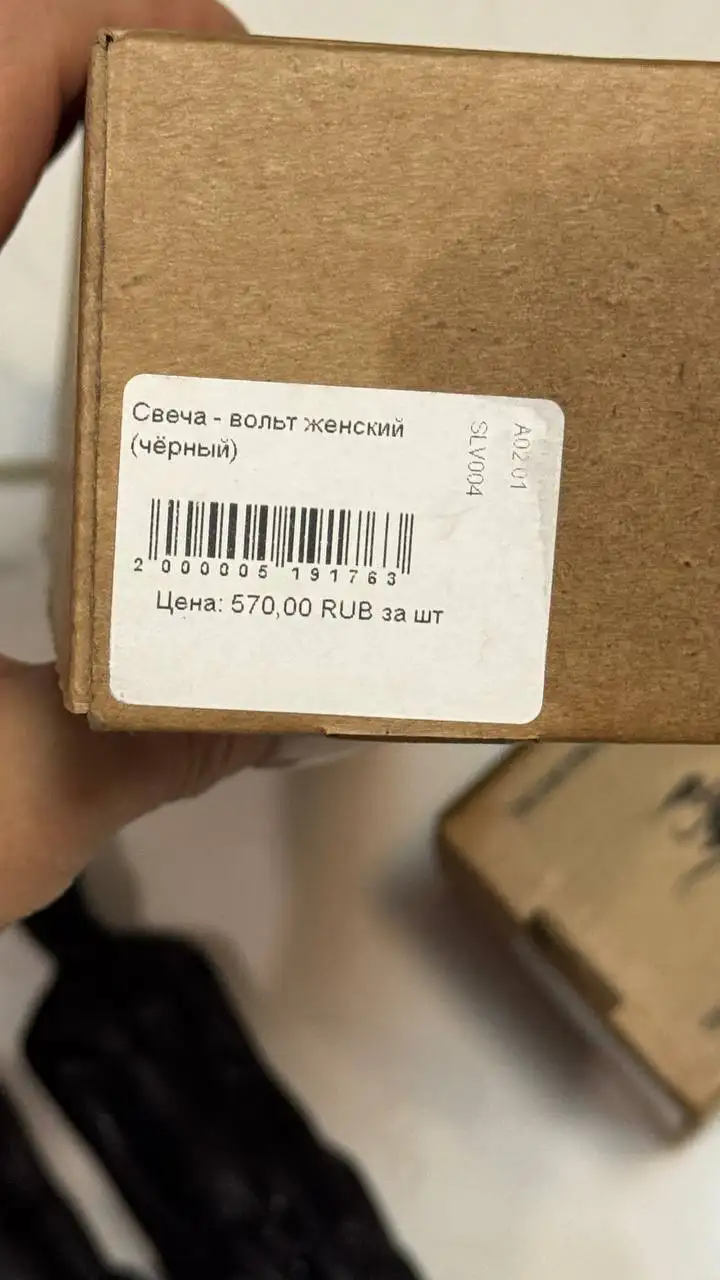 Свеча - вольт женский
(чёрный)
2 000005 191763
Цена: 570,00 RUB за шт
SLV004
A02 01